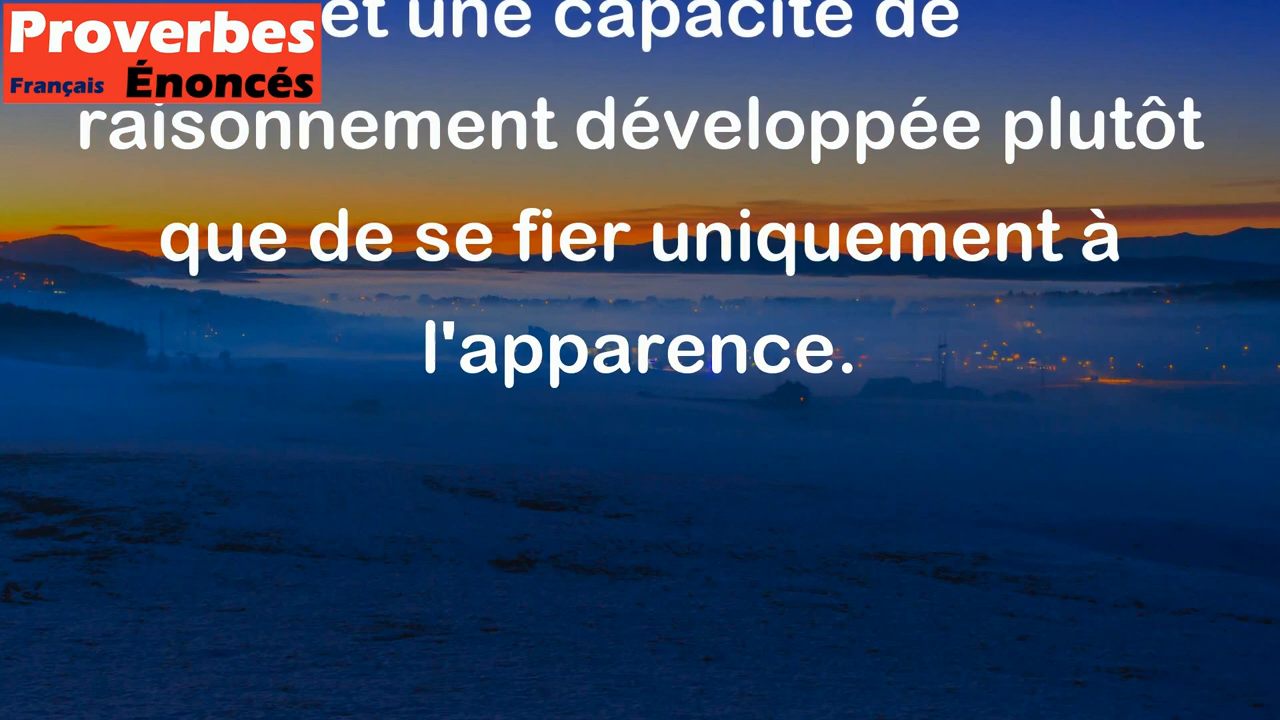 Proverbes
Français Énoncés
et une capacité de
raisonnement développée plutôt
que de se fier uniquement à
l'apparence.